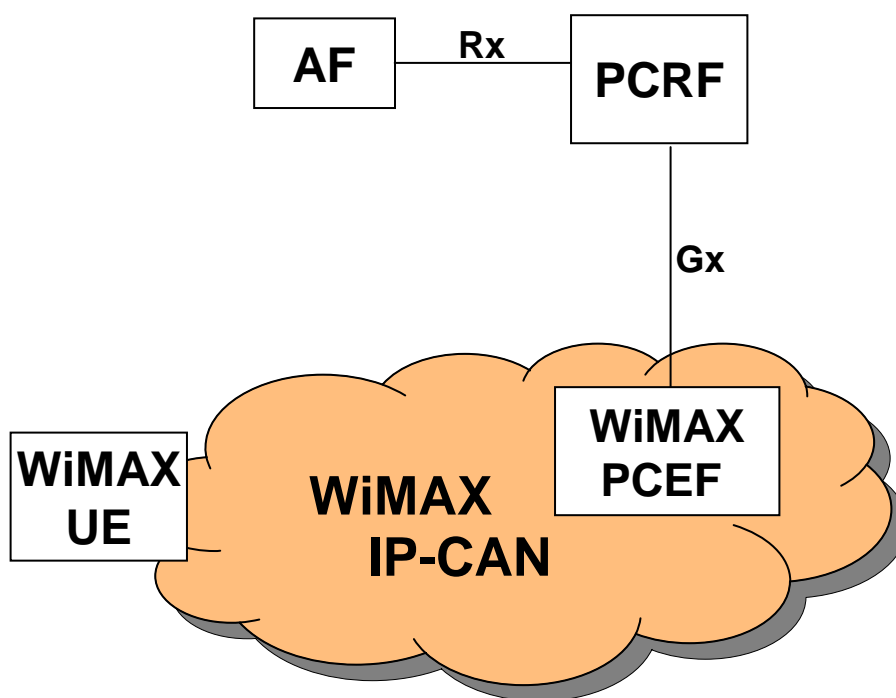 AF
Rx
PCRF
Gx
WiMAX
PCEF
WiMAX
UE
WiMAX
IP-CAN